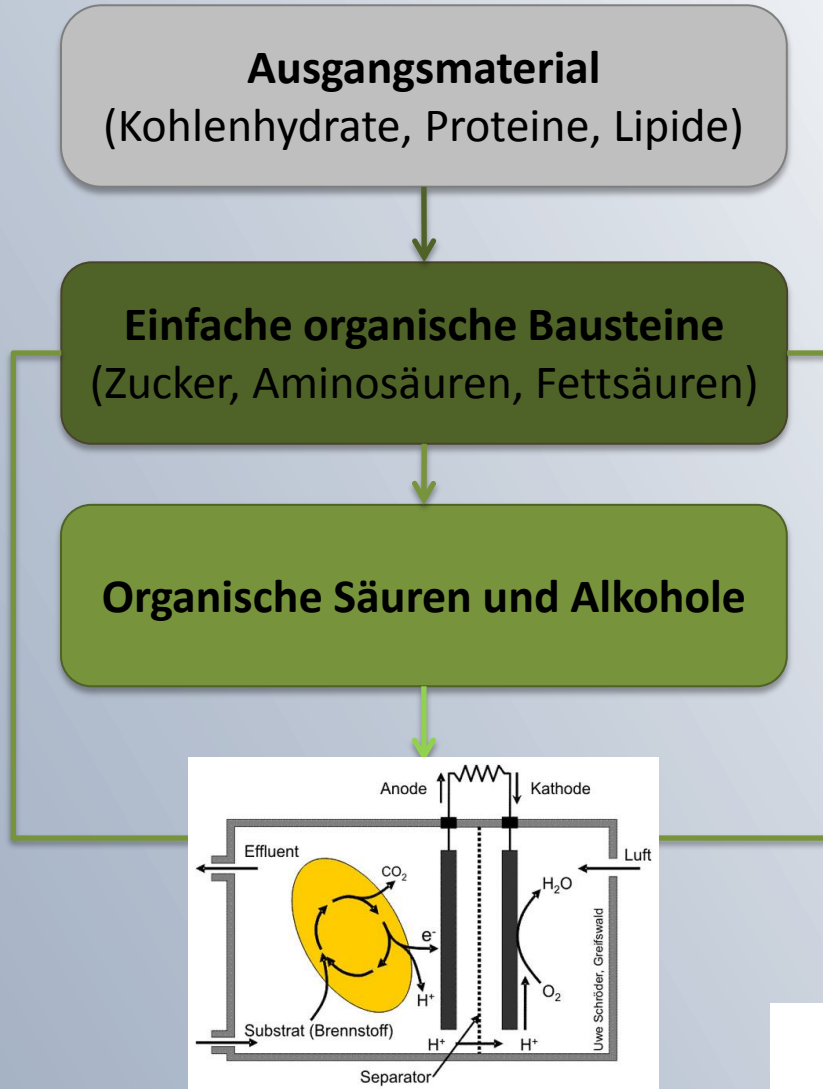 Ausgangsmaterial
(Kohlenhydrate, Proteine, Lipide)
Einfache organische Bausteine
(Zucker, Aminosäuren, Fettsäuren)
Organische Säuren und Alkohole
Anode
Kathode
Effluent
Luft
CO₂
H₂O
e⁻
H⁺
O₂
Substrat (Brennstoff)
H⁺
H⁺
Separator
Uwe Schröder, Greifswald